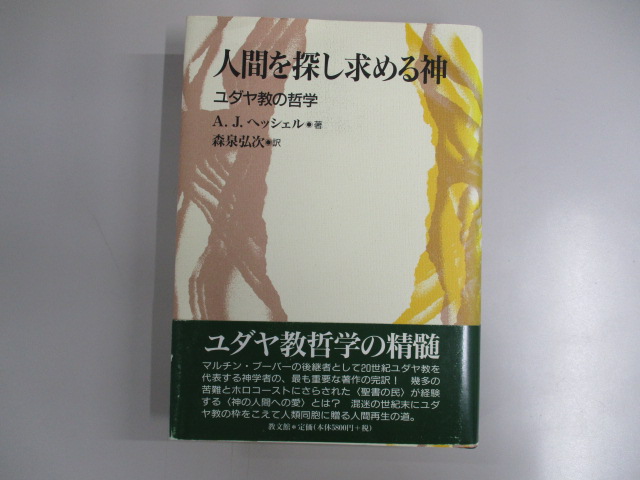 人間を探し求める神
ユダヤ教の哲学
A. J. ヘッシェル◉著
森泉弘次◉訳
ユダヤ教哲学の精髄
マルチン・ブーバーの後継者として20世紀ユダヤ教を
代表する神学者の、最も重要な著作の完訳! 幾多の
苦難とホロコーストにさらされた〈聖書の民〉が経験
する〈神の人間への愛〉とは? 混迷の世紀末にユダ
ヤ教の枠をこえて人類同胞に贈る人間再生の道。
教文館●定価(本体5800円+税)